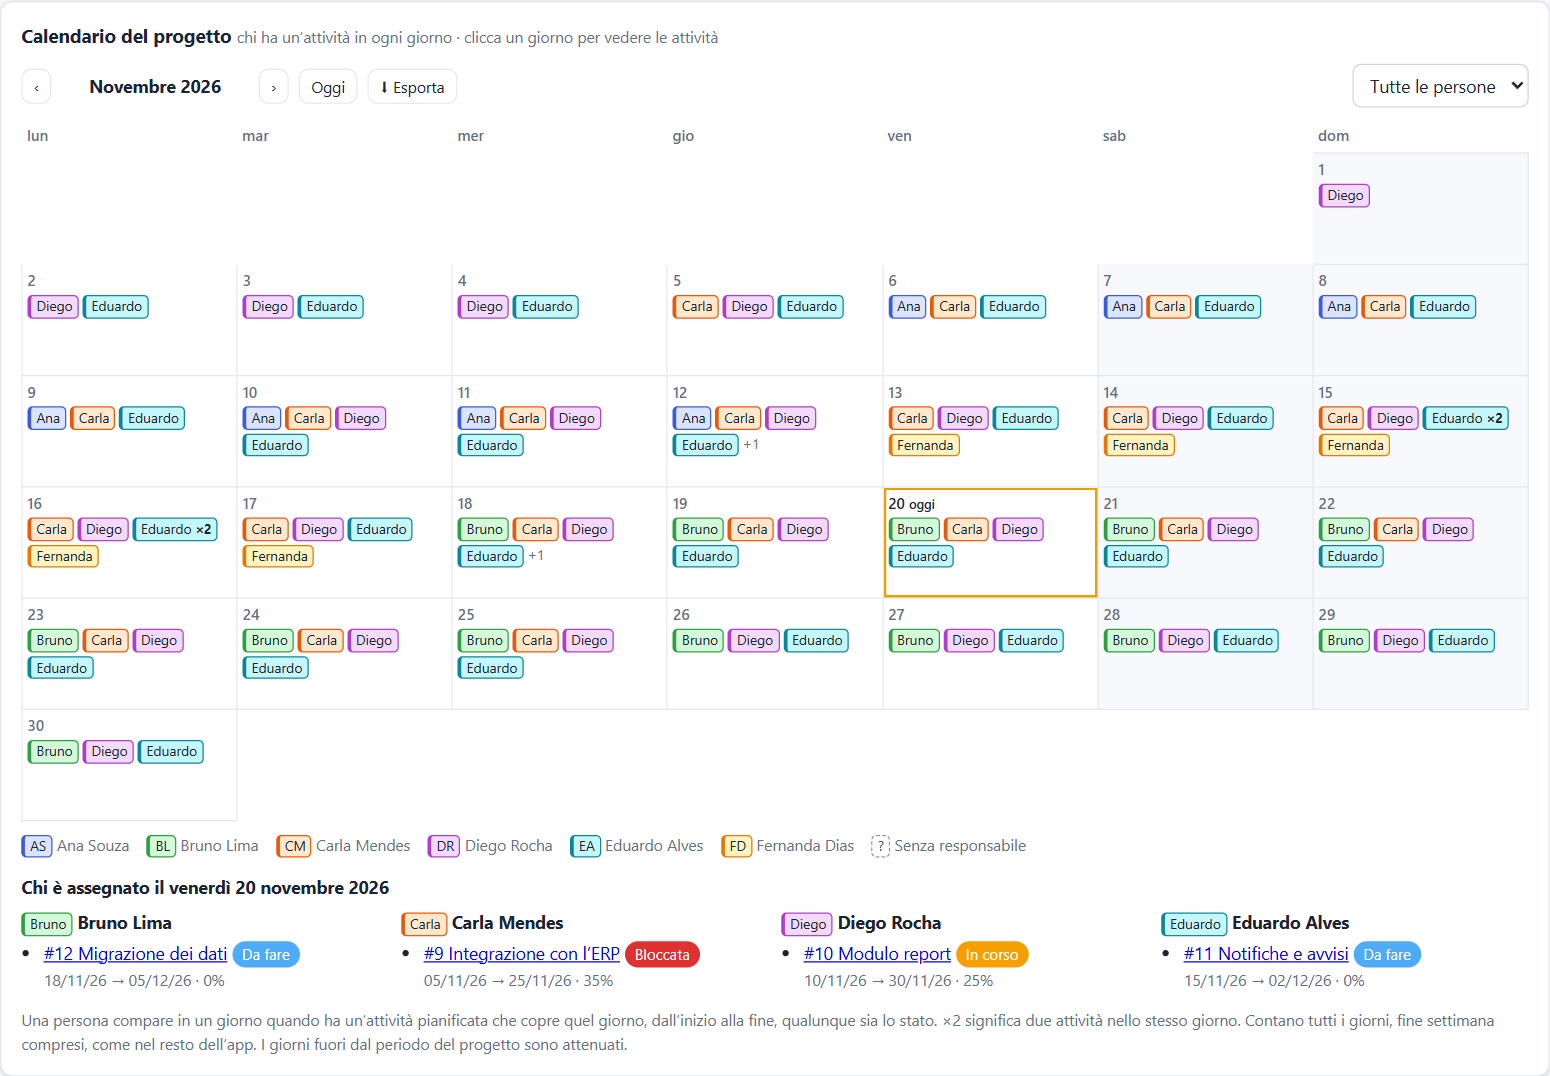 Calendario del progetto chi ha un'attività in ogni giorno · clicca un giorno per vedere le attività
‹ Novembre 2026 › Oggi ⬇ Esporta Tutte le persone
lun mar mer gio ven sab dom
1
Diego
2 3 4 5 6 7 8
Diego Eduardo Diego Eduardo Diego Eduardo Carla Diego Eduardo Ana Carla Eduardo Ana Carla Eduardo Ana Carla Eduardo
9 10 11 12 13 14 15
Ana Carla Eduardo Ana Carla Diego Ana Carla Diego Ana Carla Diego Carla Diego Eduardo Carla Diego Eduardo Carla Diego Eduardo ×2
Eduardo Eduardo Eduardo +1 Fernanda Fernanda Fernanda
16 17 18 19 20 oggi 21 22
Carla Diego Eduardo ×2 Carla Diego Eduardo Bruno Carla Diego Bruno Carla Diego Bruno Carla Diego Bruno Carla Diego Bruno Carla Diego
Fernanda Fernanda Eduardo +1 Eduardo Eduardo Eduardo Eduardo
23 24 25 26 27 28 29
Bruno Carla Diego Bruno Carla Diego Bruno Carla Diego Bruno Diego Eduardo Bruno Diego Eduardo Bruno Diego Eduardo Bruno Diego Eduardo
Eduardo Eduardo Eduardo
30
Bruno Diego Eduardo
AS Ana Souza BL Bruno Lima CM Carla Mendes DR Diego Rocha EA Eduardo Alves FD Fernanda Dias ? Senza responsabile
Chi è assegnato il venerdì 20 novembre 2026
Bruno Bruno Lima Carla Carla Mendes Diego Diego Rocha Eduardo Eduardo Alves
• #12 Migrazione dei dati Da fare • #9 Integrazione con l'ERP Bloccata • #10 Modulo report In corso • #11 Notifiche e avvisi Da fare
18/11/26 → 05/12/26 · 0% 05/11/26 → 25/11/26 · 35% 10/11/26 → 30/11/26 · 25% 15/11/26 → 02/12/26 · 0%
Una persona compare in un giorno quando ha un'attività pianificata che copre quel giorno, dall'inizio alla fine, qualunque sia lo stato. ×2 significa due attività nello stesso giorno. Contano tutti i giorni, fine settimana
compresi, come nel resto dell'app. I giorni fuori dal periodo del progetto sono attenuati.